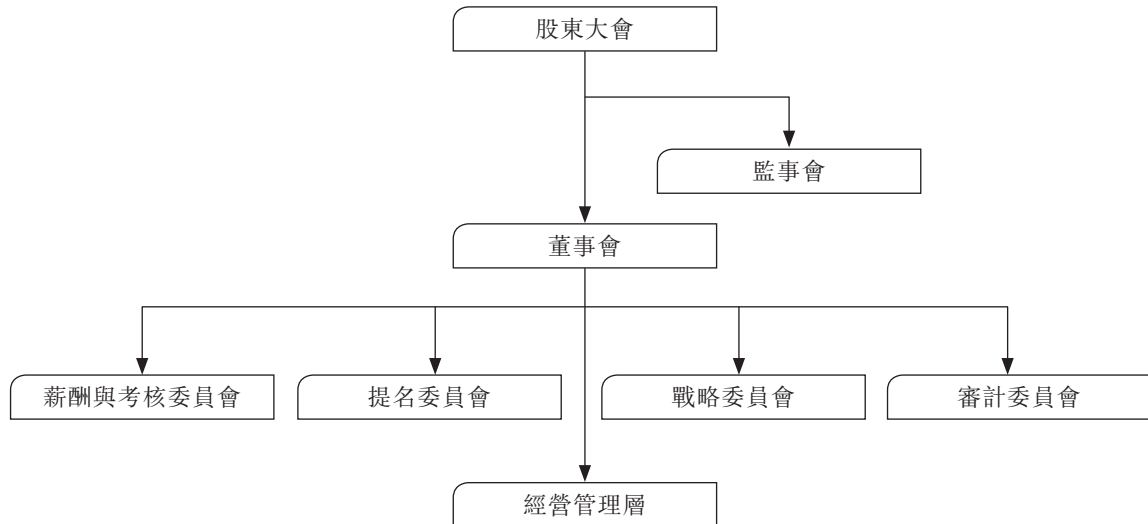 股東大會
監事會
董事會
薪酬與考核委員會
提名委員會
戰略委員會
審計委員會
經營管理層